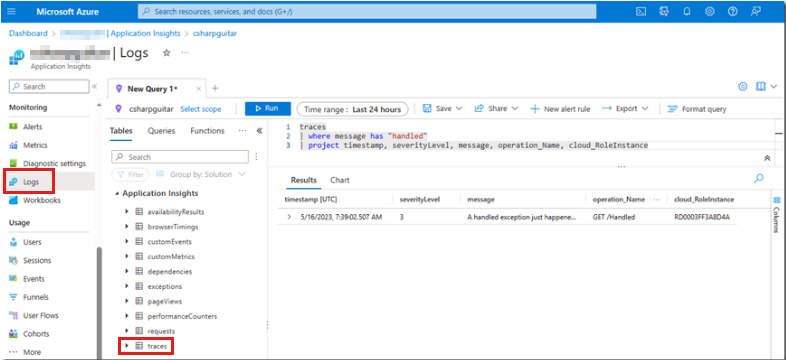 Microsoft Azure
Search resources, services, and docs (G+/)
Dashboard > | Application Insights > csharpguitar
| Logs
Application Insights
Search
Monitoring
Alerts
Metrics
Diagnostic settings
Logs
Workbooks
Usage
Users
Sessions
Events
Funnels
User Flows
Cohorts
More
New Query 1*
csharpguitar Select scope
Run
Time range : Last 24 hours
Save
Share
New alert rule
Export
Format query
Tables Queries Functions
Search
Filter
Group by: Solution
Application Insights
availabilityResults
browserTimings
customEvents
customMetrics
dependencies
exceptions
pageViews
performanceCounters
requests
traces
1 traces
2 | where message has "handled"
3 | project timestamp, severityLevel, message, operation_Name, cloud_RoleInstance
Results Chart
timestamp [UTC] severityLevel message operation_Name cloud_RoleInstance
5/16/2023, 7:39:02.507 AM 3 A handled exception just happene... GET /Handled RD0003FF3A8D4A
Columns